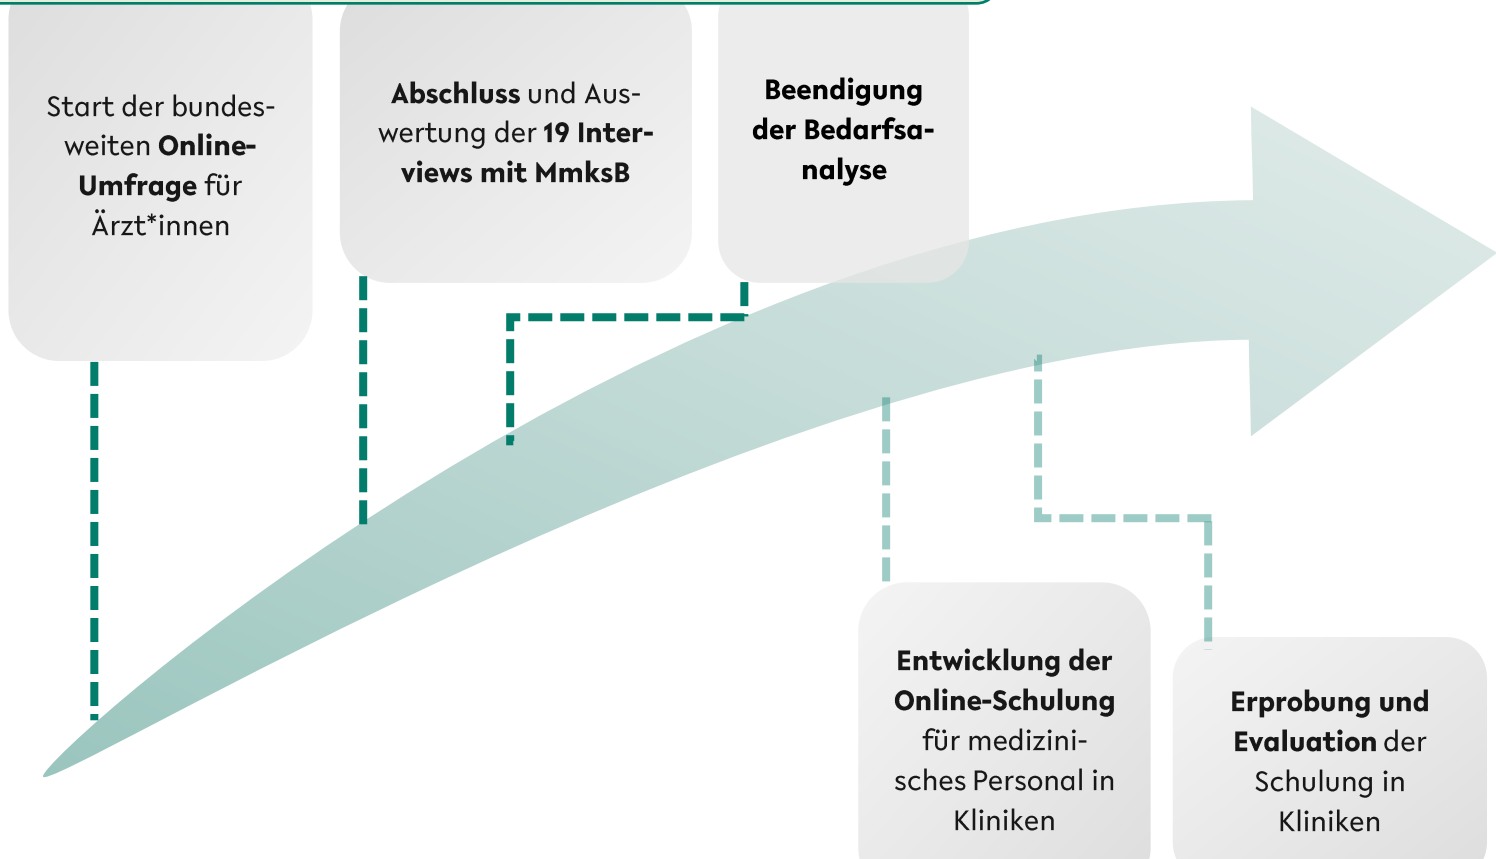 Start der bundes-
weiten Online-
Umfrage für
Ärzt*innen
Abschluss und Aus-
wertung der 19 Inter-
views mit MmksB
Beendigung
der Bedarfsa-
nalyse
Entwicklung der
Online-Schulung
für medizini-
sches Personal in
Kliniken
Erprobung und
Evaluation der
Schulung in
Kliniken